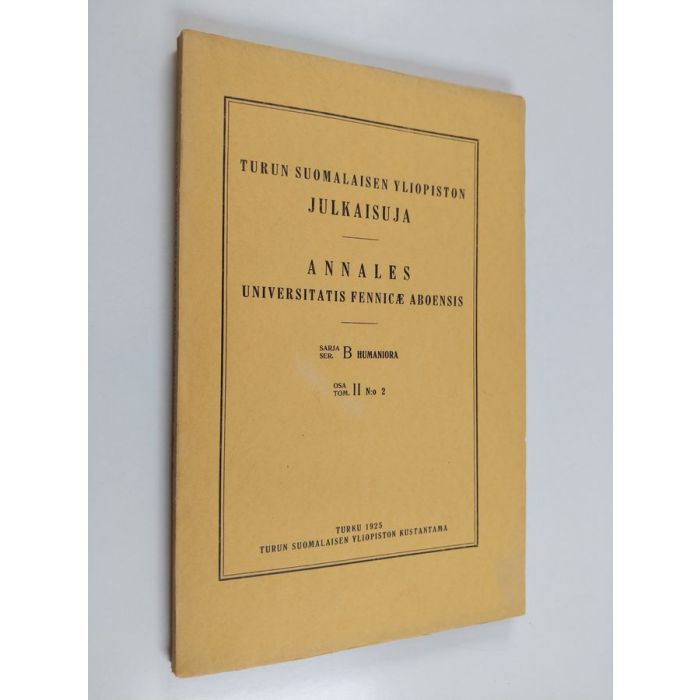 TURUN SUOMALAISEN YLIOPISTON
JULKAISUJA
ANNALES
UNIVERSITATIS FENNICÆ ABOENSIS
SARJA
SER. B HUMANIORA
OSA
TOM. II N:o 2
TURKU 1925
TURUN SUOMALAISEN YLIOPISTON KUSTANTAMA